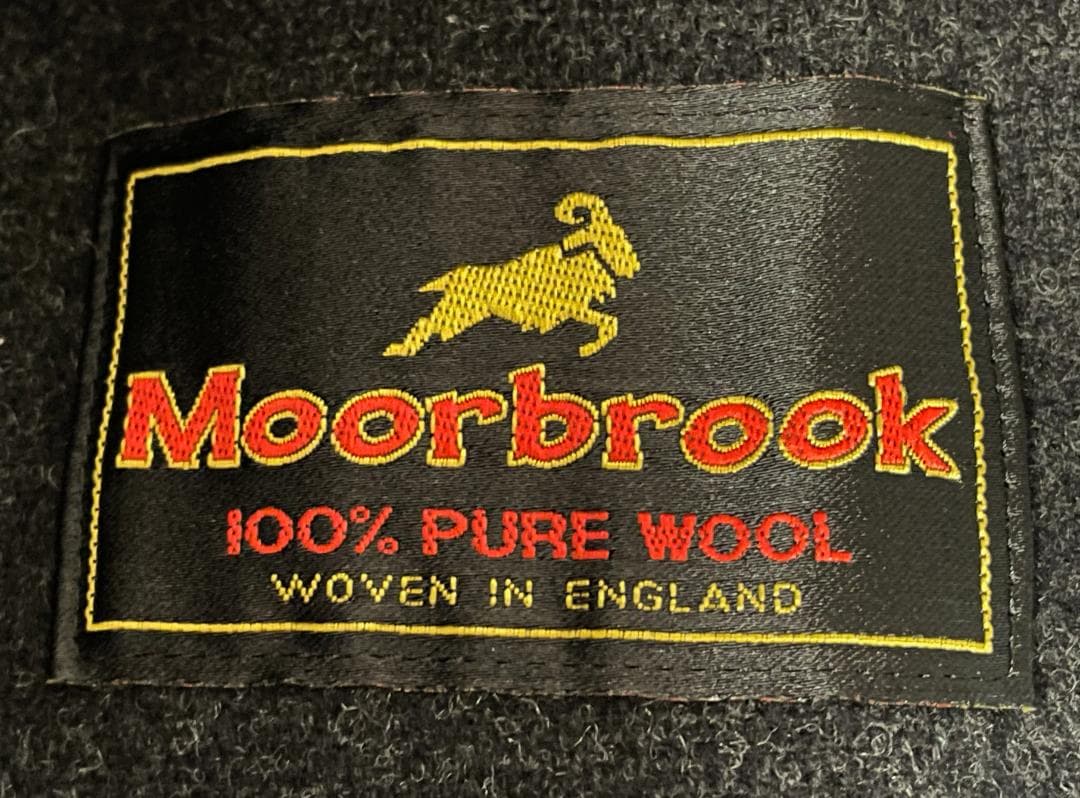 Moorbrook
100% PURE WOOL
WOVEN IN ENGLAND